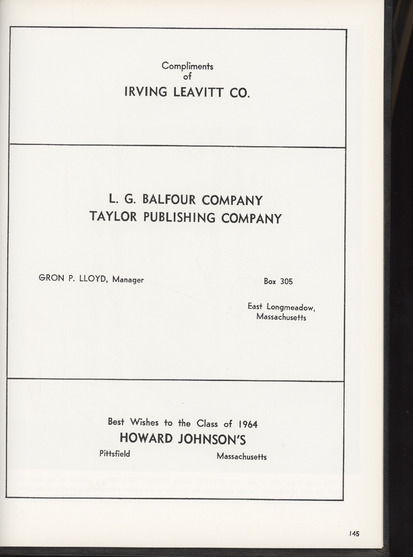 Compliments
of
IRVING LEAVITT CO.
L. G. BALFOUR COMPANY
TAYLOR PUBLISHING COMPANY
GRON P. LLOYD, Manager Box 305
East Longmeadow,
Massachusetts
Best Wishes to the Class of 1964
HOWARD JOHNSON'S
Pittsfield Massachusetts
145